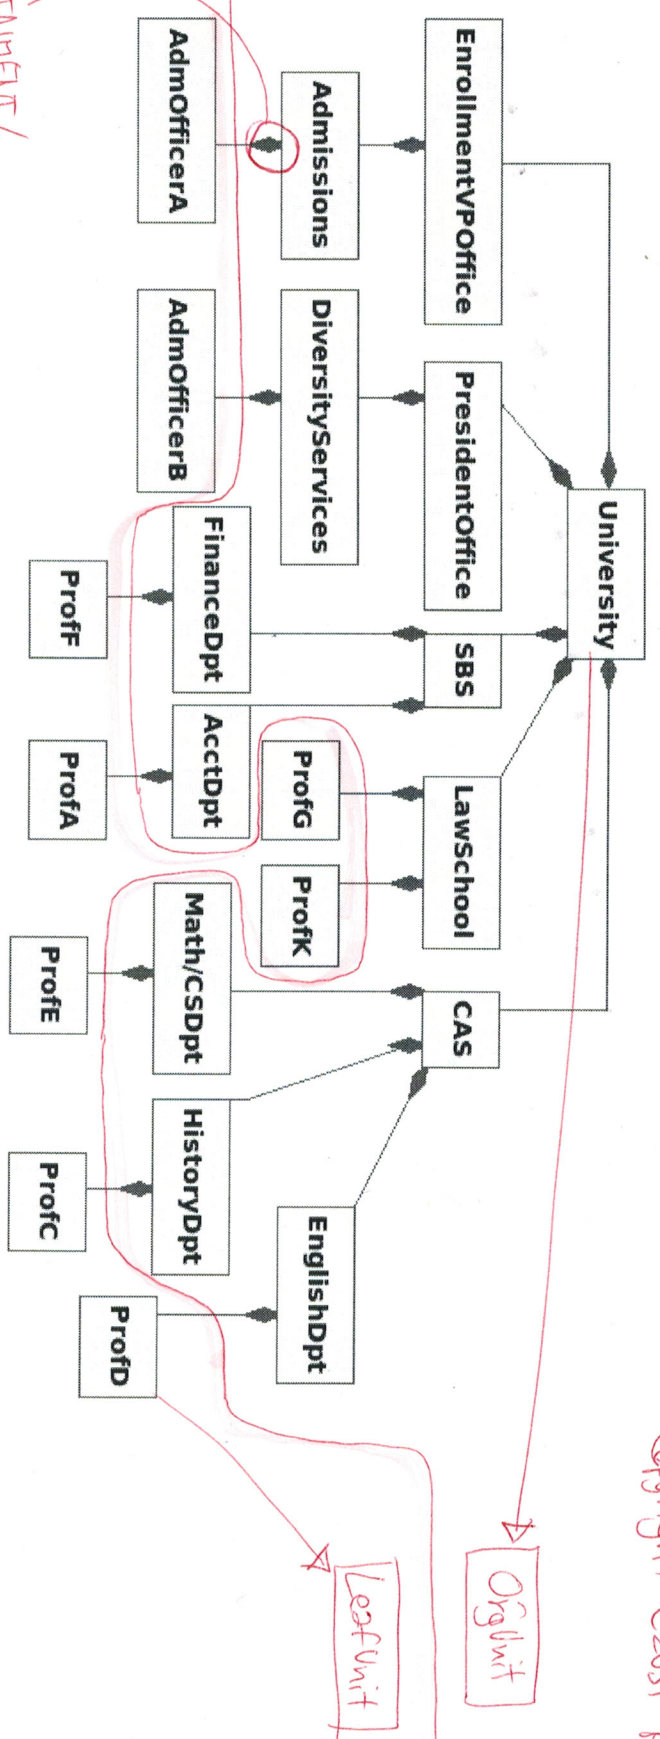 University
EnrollmentVPOffice
PresidentOffice
SBS
LawSchool
CAS
Admissions
DiversityServices
ProfG
ProfK
EnglishDpt
FinanceDpt
AcctDpt
Math/CSDpt
HistoryDpt
AdmOfficerA
AdmOfficerB
ProfF
ProfA
ProfE
ProfC
ProfD
OrgUnit
LeafUnit